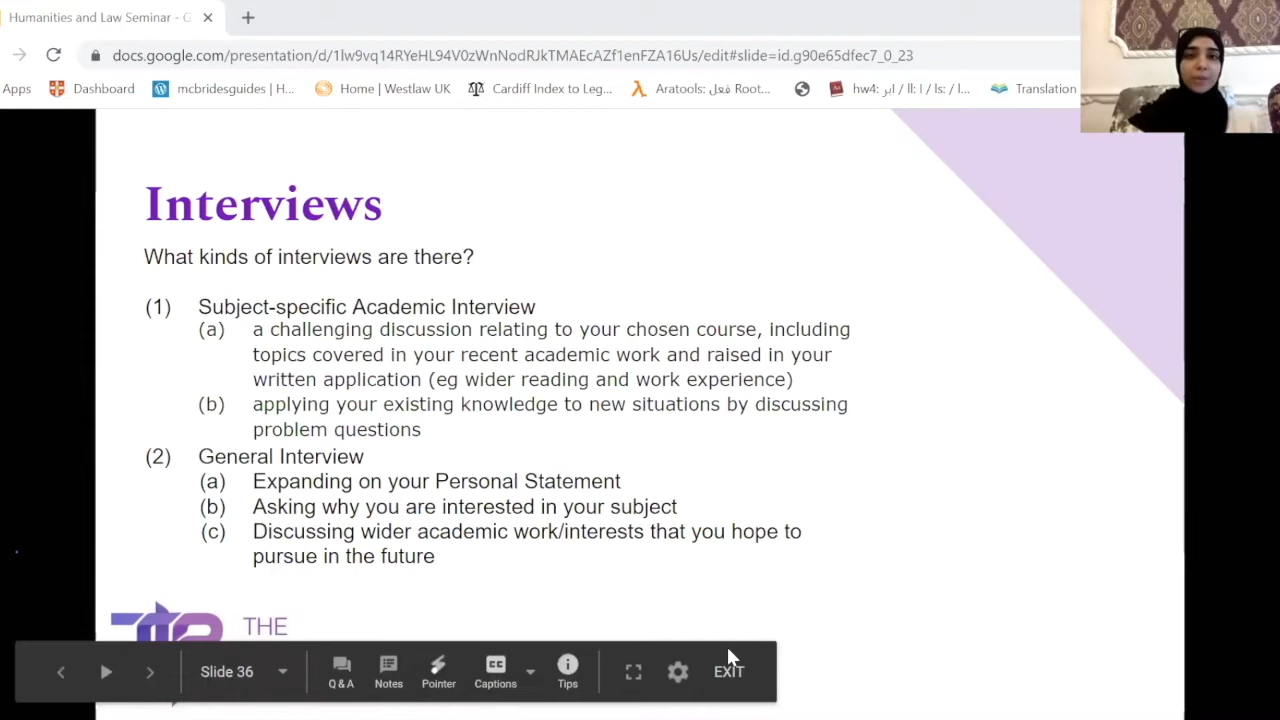 Humanities and Law Seminar - G
docs.google.com/presentation/d/1lw9vq14RYeHL94V0zWnNodRJkTMAEcAZf1enFZA16Us/edit#slide=id.g90e65dfec7_0_23
Apps Dashboard mcbridesguides | H... Home | Westlaw UK Cardiff Index to Leg... Aratools: فعل Root... hw4: ابر / ll: ا / ls: / l... Translation
Interviews
What kinds of interviews are there?
(1) Subject-specific Academic Interview
(a) a challenging discussion relating to your chosen course, including
topics covered in your recent academic work and raised in your
written application (eg wider reading and work experience)
(b) applying your existing knowledge to new situations by discussing
problem questions
(2) General Interview
(a) Expanding on your Personal Statement
(b) Asking why you are interested in your subject
(c) Discussing wider academic work/interests that you hope to
pursue in the future
THE
Slide 36 Q & A Notes Pointer CC Captions Tips EXIT